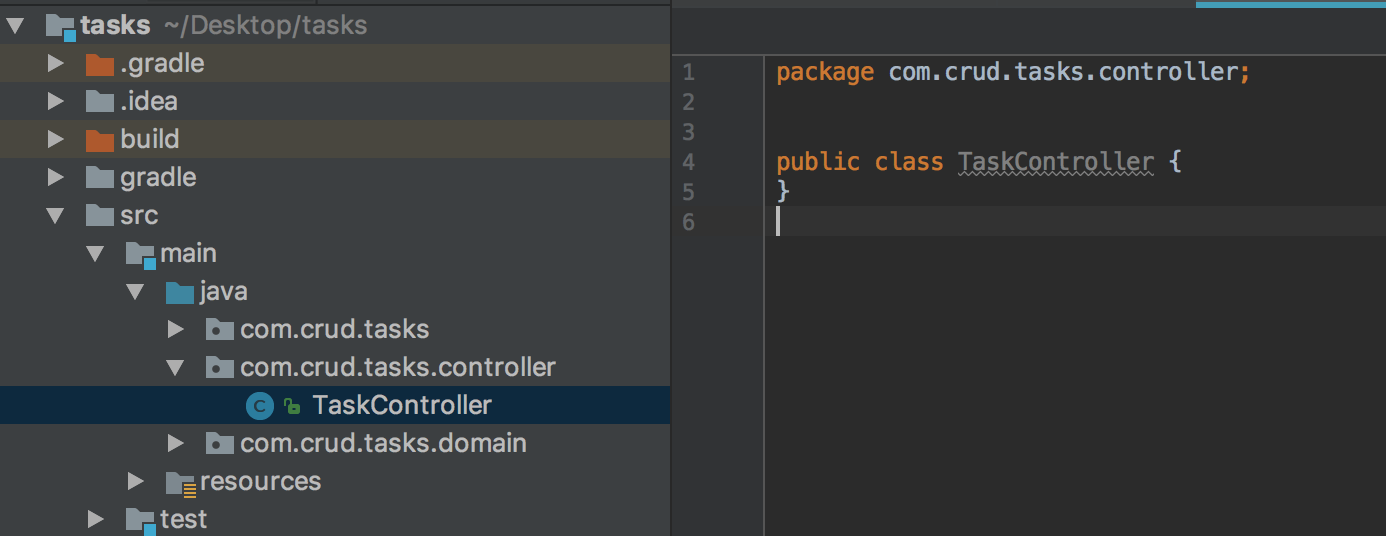 tasks ~/Desktop/tasks
.gradle
.idea
build
gradle
src
main
java
com.crud.tasks
com.crud.tasks.controller
C TaskController
com.crud.tasks.domain
resources
test
1 package com.crud.tasks.controller;
2
3
4 public class TaskController {
5 }
6